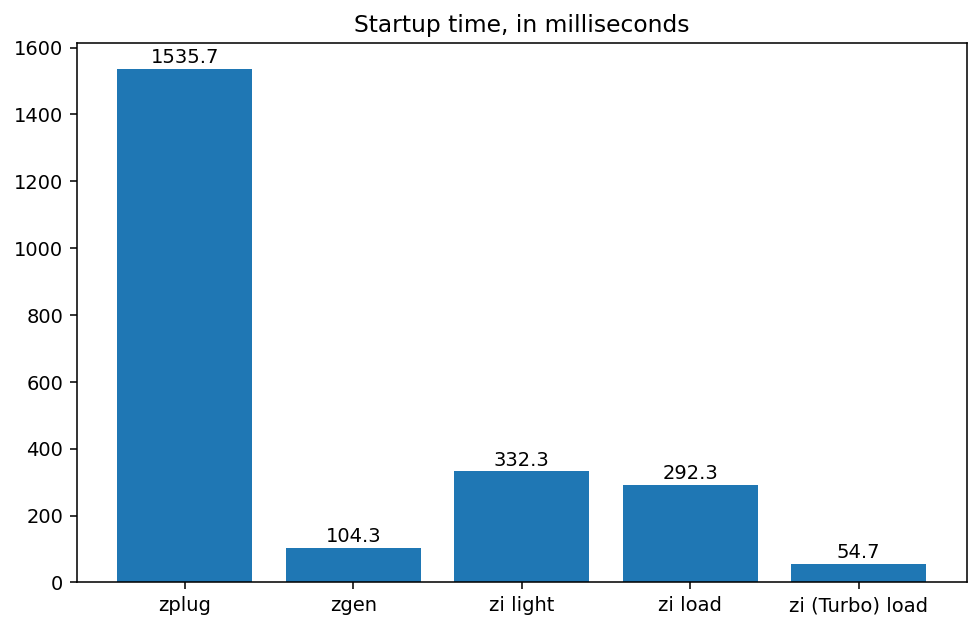 Startup time, in milliseconds
1600
1400
1200
1000
800
600
400
200
0
1535.7
104.3
332.3
292.3
54.7
zplug
zgen
zi light
zi load
zi (Turbo) load